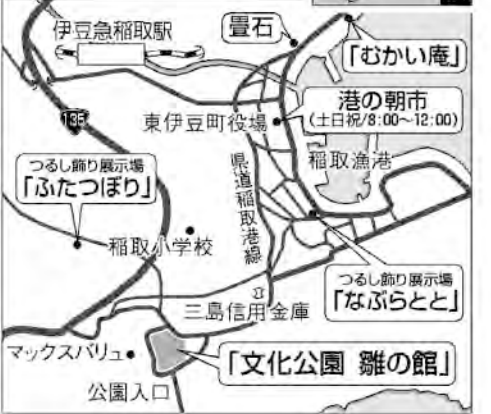 伊豆急稲取駅
畳石
「むかい庵」
港の朝市
(土日祝/8:00～12:00)
135
東伊豆町役場
稲取漁港
県道稲取港線
つるし飾り展示場
「ふたつぼり」
稲取小学校
つるし飾り展示場
「なぶらとと」
三島信用金庫
マックスバリュ
「文化公園 雛の館」
公園入口